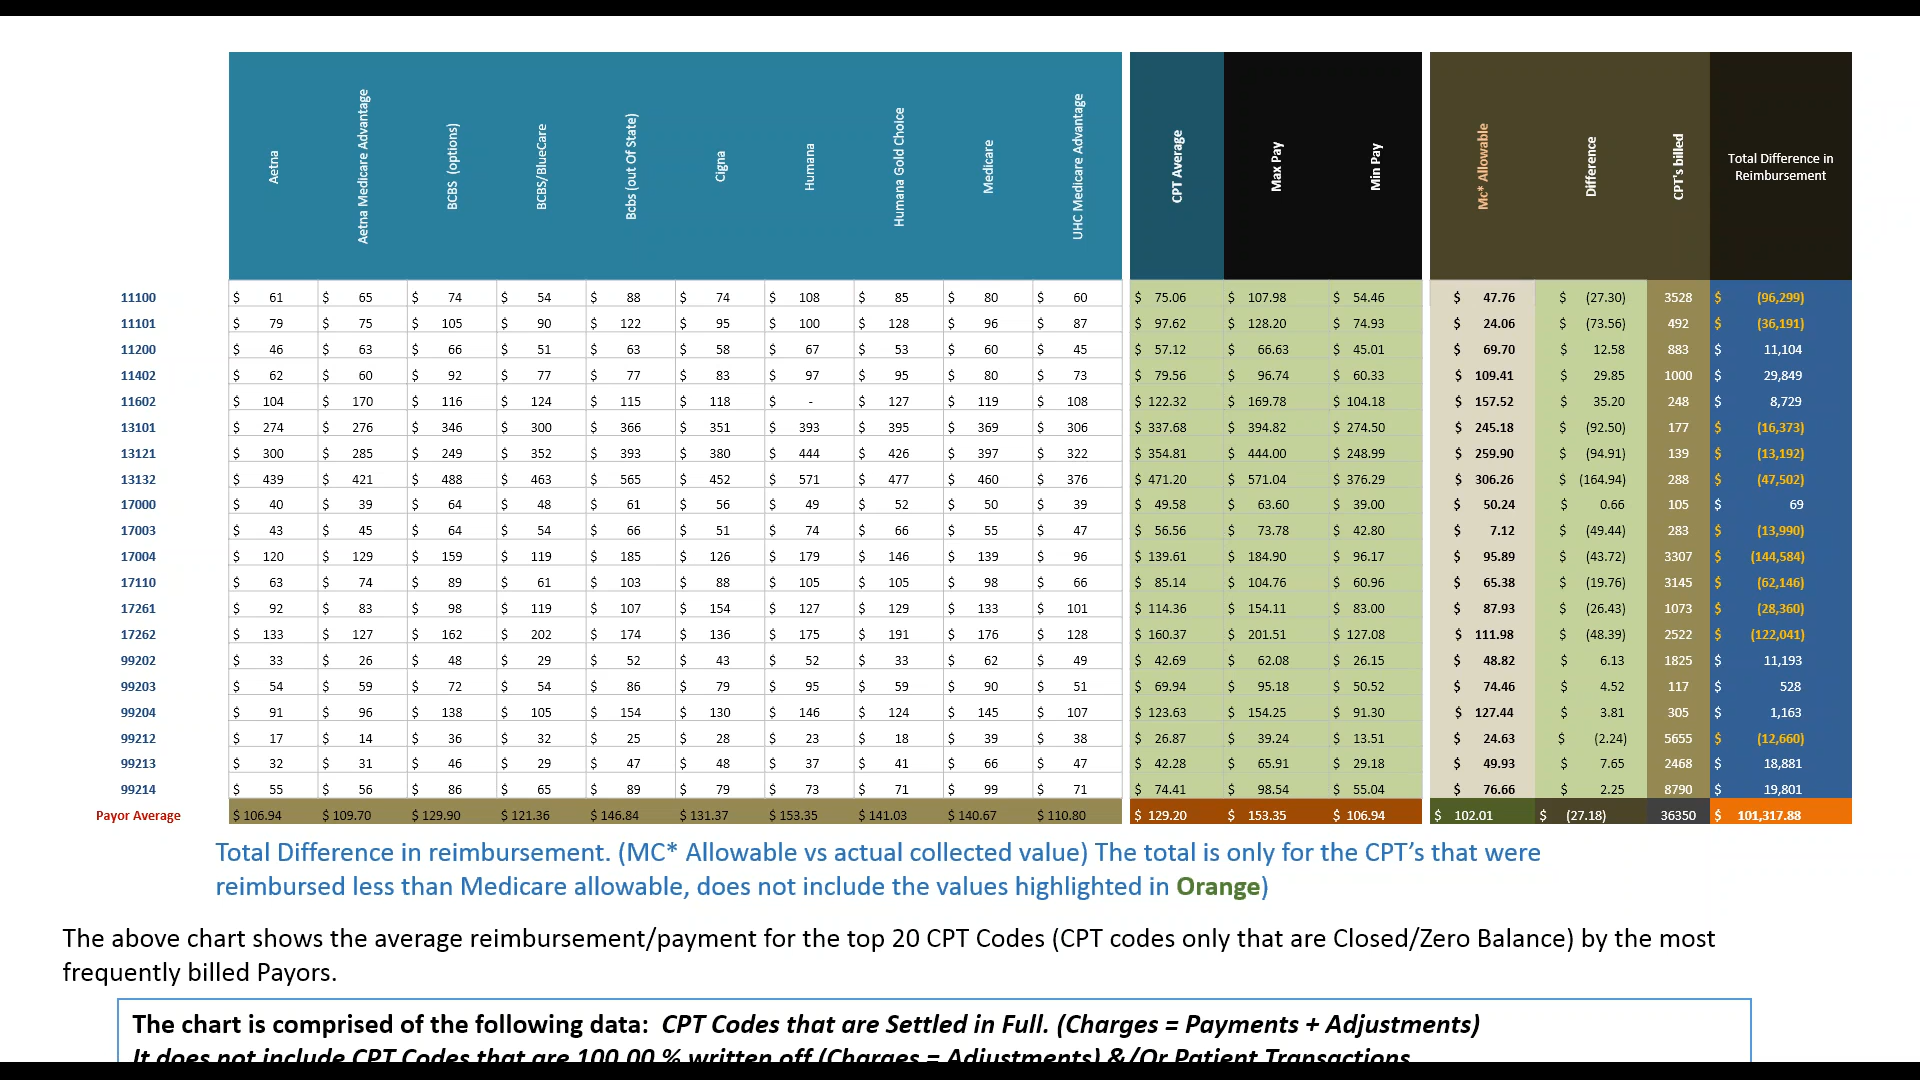 Aetna Aetna Medicare Advantage BCBS (options) BCBS/BlueCare Bcbs (out Of State) Cigna Humana Humana Gold Choice Medicare UHC Medicare Advantage CPT Average Max Pay Min Pay Mc* Allowable Difference CPT's billed Total Difference in
Reimbursement
11100 $ 61 $ 65 $ 74 $ 54 $ 88 $ 74 $ 108 $ 85 $ 80 $ 60 $ 75.06 $ 107.98 $ 54.46 $ 47.76 $ (27.30) 3528 $ (96,299)
11101 $ 79 $ 75 $ 105 $ 90 $ 122 $ 95 $ 100 $ 128 $ 96 $ 87 $ 97.62 $ 128.20 $ 74.93 $ 24.06 $ (73.56) 492 $ (36,191)
11200 $ 46 $ 63 $ 66 $ 51 $ 63 $ 58 $ 67 $ 53 $ 60 $ 45 $ 57.12 $ 66.63 $ 45.01 $ 69.70 $ 12.58 883 $ 11,104
11402 $ 62 $ 60 $ 92 $ 77 $ 77 $ 83 $ 97 $ 95 $ 80 $ 73 $ 79.56 $ 96.74 $ 60.33 $ 109.41 $ 29.85 1000 $ 29,849
11602 $ 104 $ 170 $ 116 $ 124 $ 115 $ 118 $ - $ 127 $ 119 $ 108 $ 122.32 $ 169.78 $ 104.18 $ 157.52 $ 35.20 248 $ 8,729
13101 $ 274 $ 276 $ 346 $ 300 $ 366 $ 351 $ 393 $ 395 $ 369 $ 306 $ 337.68 $ 394.82 $ 274.50 $ 245.18 $ (92.50) 177 $ (16,373)
13121 $ 300 $ 285 $ 249 $ 352 $ 393 $ 380 $ 444 $ 426 $ 397 $ 322 $ 354.81 $ 444.00 $ 248.99 $ 259.90 $ (94.91) 139 $ (13,192)
13132 $ 439 $ 421 $ 488 $ 463 $ 565 $ 452 $ 571 $ 477 $ 460 $ 376 $ 471.20 $ 571.04 $ 376.29 $ 306.26 $ (164.94) 288 $ (47,502)
17000 $ 40 $ 39 $ 64 $ 48 $ 61 $ 56 $ 49 $ 52 $ 50 $ 39 $ 49.58 $ 63.60 $ 39.00 $ 50.24 $ 0.66 105 $ 69
17003 $ 43 $ 45 $ 64 $ 54 $ 66 $ 51 $ 74 $ 66 $ 55 $ 47 $ 56.56 $ 73.78 $ 42.80 $ 7.12 $ (49.44) 283 $ (13,990)
17004 $ 120 $ 129 $ 159 $ 119 $ 185 $ 126 $ 179 $ 146 $ 139 $ 96 $ 139.61 $ 184.90 $ 96.17 $ 95.89 $ (43.72) 3307 $ (144,584)
17110 $ 63 $ 74 $ 89 $ 61 $ 103 $ 88 $ 105 $ 105 $ 98 $ 66 $ 85.14 $ 104.76 $ 60.96 $ 65.38 $ (19.76) 3145 $ (62,146)
17261 $ 92 $ 83 $ 98 $ 119 $ 107 $ 154 $ 127 $ 129 $ 133 $ 101 $ 114.36 $ 154.11 $ 83.00 $ 87.93 $ (26.43) 1073 $ (28,360)
17262 $ 133 $ 127 $ 162 $ 202 $ 174 $ 136 $ 175 $ 191 $ 176 $ 128 $ 160.37 $ 201.51 $ 127.08 $ 111.98 $ (48.39) 2522 $ (122,041)
99202 $ 33 $ 26 $ 48 $ 29 $ 52 $ 43 $ 52 $ 33 $ 62 $ 49 $ 42.69 $ 62.08 $ 26.15 $ 48.82 $ 6.13 1825 $ 11,193
99203 $ 54 $ 59 $ 72 $ 54 $ 86 $ 79 $ 95 $ 59 $ 90 $ 51 $ 69.94 $ 95.18 $ 50.52 $ 74.46 $ 4.52 117 $ 528
99204 $ 91 $ 96 $ 138 $ 105 $ 154 $ 130 $ 146 $ 124 $ 145 $ 107 $ 123.63 $ 154.25 $ 91.30 $ 127.44 $ 3.81 305 $ 1,163
99212 $ 17 $ 14 $ 36 $ 32 $ 25 $ 28 $ 23 $ 18 $ 39 $ 38 $ 26.87 $ 39.24 $ 13.51 $ 24.63 $ (2.24) 5655 $ (12,660)
99213 $ 32 $ 31 $ 46 $ 29 $ 47 $ 48 $ 37 $ 41 $ 66 $ 47 $ 42.28 $ 65.91 $ 29.18 $ 49.93 $ 7.65 2468 $ 18,881
99214 $ 55 $ 56 $ 86 $ 65 $ 89 $ 79 $ 73 $ 71 $ 99 $ 71 $ 74.41 $ 98.54 $ 55.04 $ 76.66 $ 2.25 8790 $ 19,801
Payor Average $ 106.94 $ 109.70 $ 129.90 $ 121.36 $ 146.84 $ 131.37 $ 153.35 $ 141.03 $ 140.67 $ 110.80 $ 129.20 $ 153.35 $ 106.94 $ 102.01 $ (27.18) 36350 $ 101,317.88
Total Difference in reimbursement. (MC* Allowable vs actual collected value) The total is only for the CPT’s that were
reimbursed less than Medicare allowable, does not include the values highlighted in Orange)
The above chart shows the average reimbursement/payment for the top 20 CPT Codes (CPT codes only that are Closed/Zero Balance) by the most
frequently billed Payors.
The chart is comprised of the following data: CPT Codes that are Settled in Full. (Charges = Payments + Adjustments)
It does not include CPT Codes that are 100.00 % written off (Charges = Adjustments) &/Or Patient Transactions